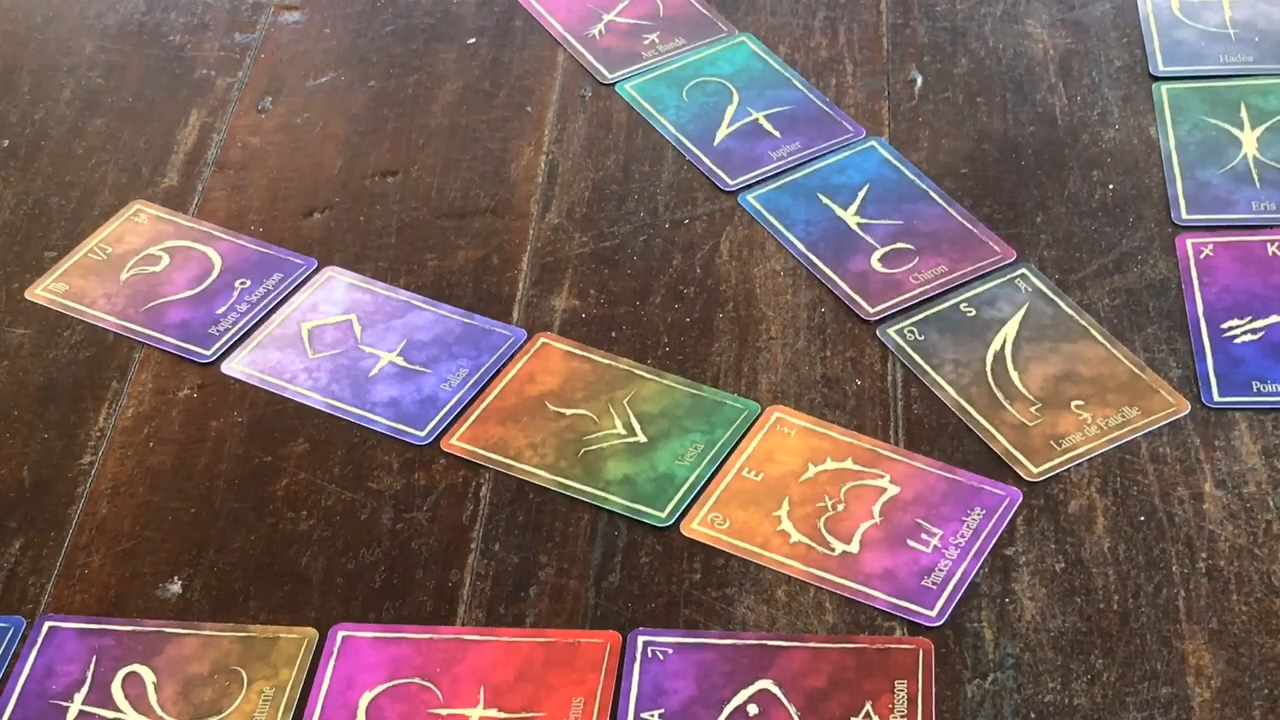 Arc Bandé
Jupiter
Chiron
S
Lame de Faucille
Hadès
Eris
K
I/J
Piqûre de Scorpion
Pallas
Vesta
E
Pinces de Scarabée
A
Poisson